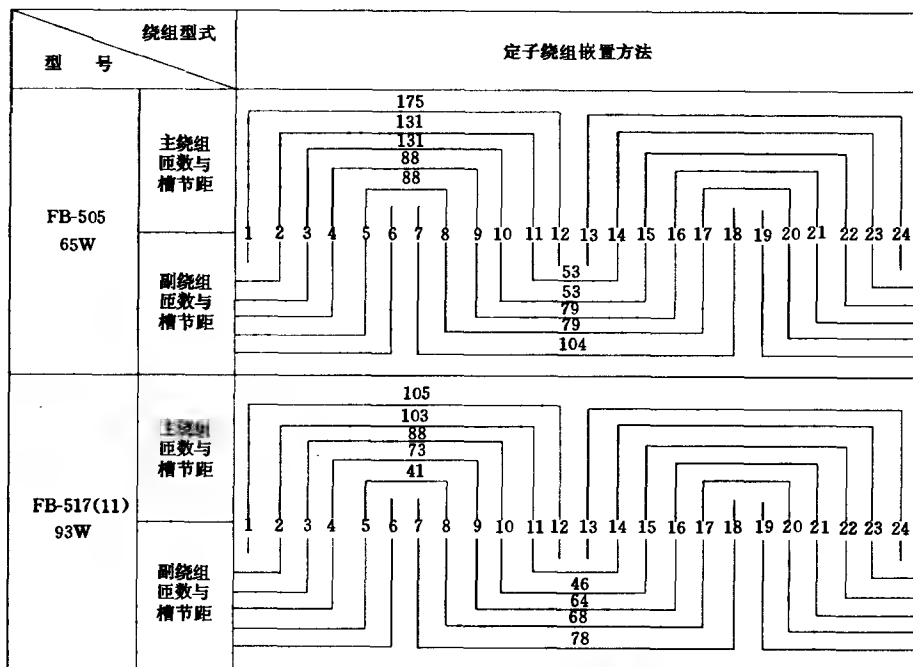 绕组型式
型 号
定子绕组嵌置方法
FB-505
65W
主绕组
匝数与
槽节距
175
131
131
88
88
1 2 3 4 5 6 7 8 9 10 11 12 13 14 15 16 17 18 19 20 21 22 23 24
副绕组
匝数与
槽节距
53
53
79
79
104
FB-517(11)
93W
主绕组
匝数与
槽节距
105
103
88
73
41
1 2 3 4 5 6 7 8 9 10 11 12 13 14 15 16 17 18 19 20 21 22 23 24
副绕组
匝数与
槽节距
46
64
68
78